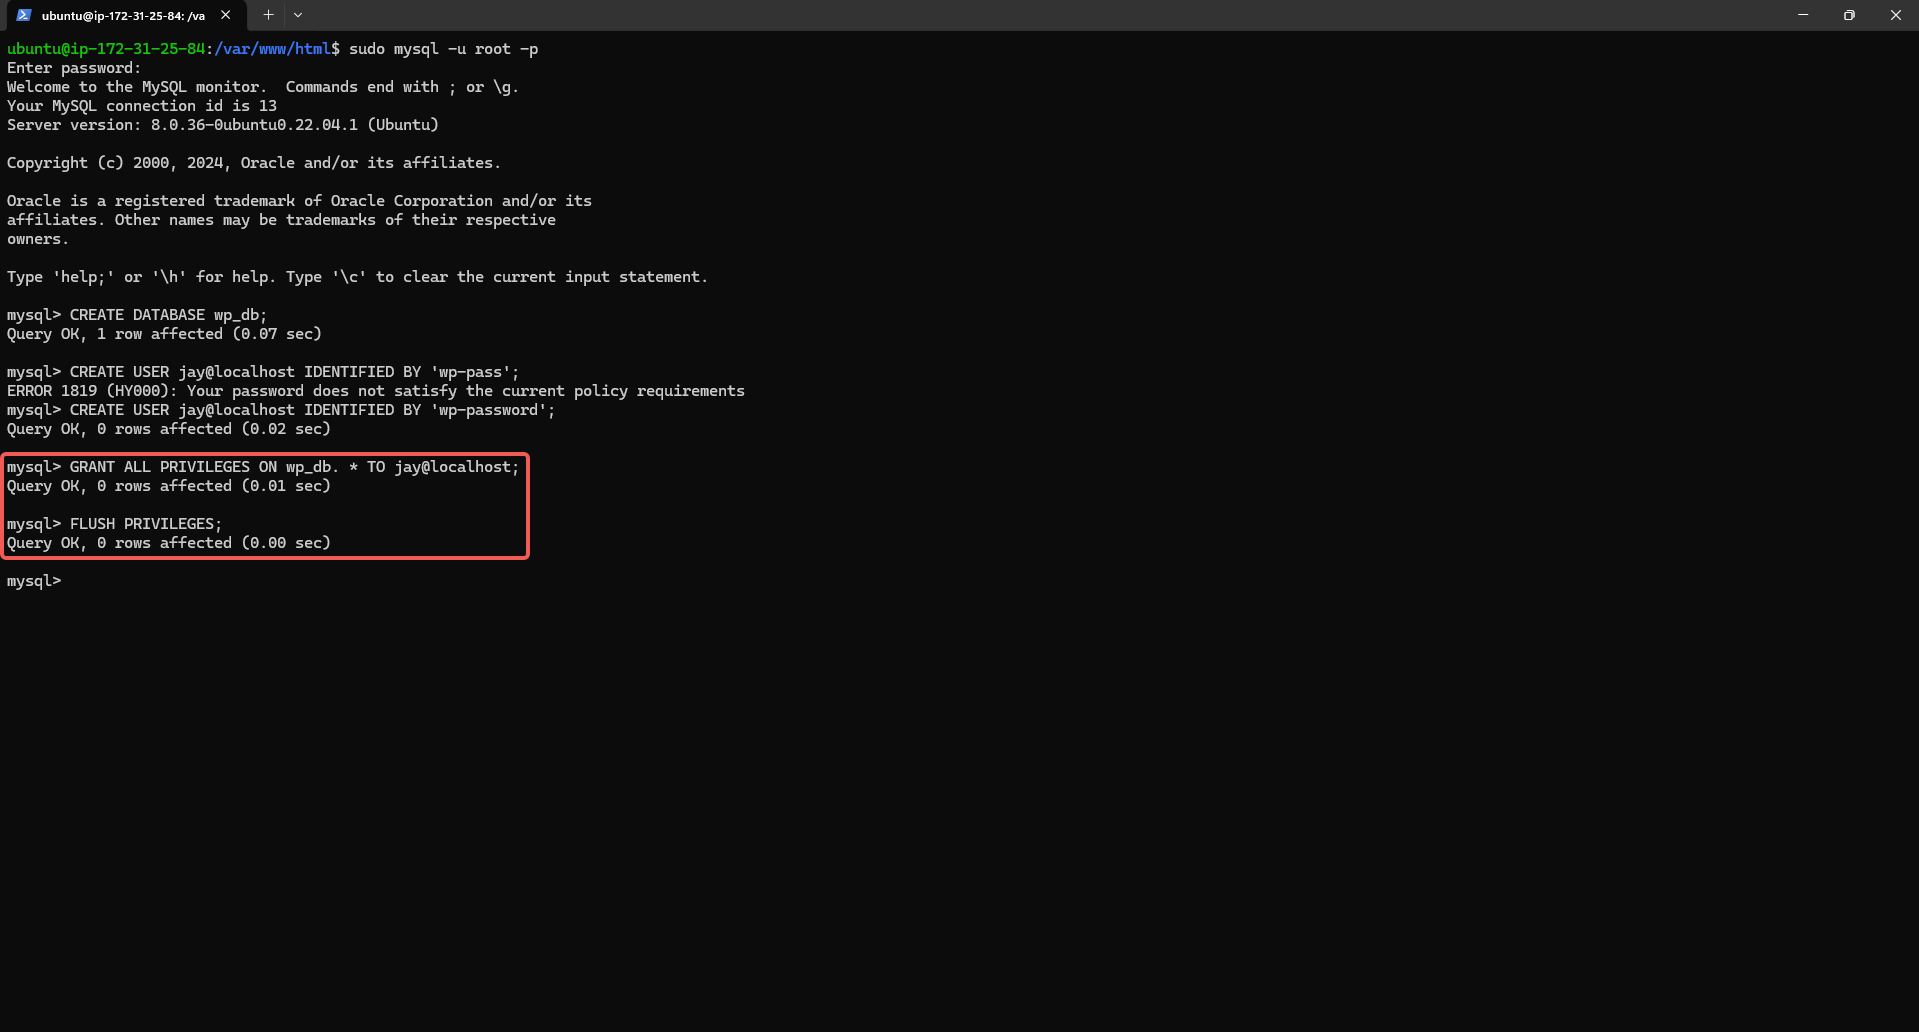 ubuntu@ip-172-31-25-84: /va
ubuntu@ip-172-31-25-84:/var/www/html$ sudo mysql -u root -p
Enter password:
Welcome to the MySQL monitor.  Commands end with ; or \g.
Your MySQL connection id is 13
Server version: 8.0.36-0ubuntu0.22.04.1 (Ubuntu)
Copyright (c) 2000, 2024, Oracle and/or its affiliates.
Oracle is a registered trademark of Oracle Corporation and/or its
affiliates. Other names may be trademarks of their respective
owners.
Type 'help;' or '\h' for help. Type '\c' to clear the current input statement.
mysql> CREATE DATABASE wp_db;
Query OK, 1 row affected (0.07 sec)
mysql> CREATE USER jay@localhost IDENTIFIED BY 'wp-pass';
ERROR 1819 (HY000): Your password does not satisfy the current policy requirements
mysql> CREATE USER jay@localhost IDENTIFIED BY 'wp-password';
Query OK, 0 rows affected (0.02 sec)
mysql> GRANT ALL PRIVILEGES ON wp_db. * TO jay@localhost;
Query OK, 0 rows affected (0.01 sec)
mysql> FLUSH PRIVILEGES;
Query OK, 0 rows affected (0.00 sec)
mysql>